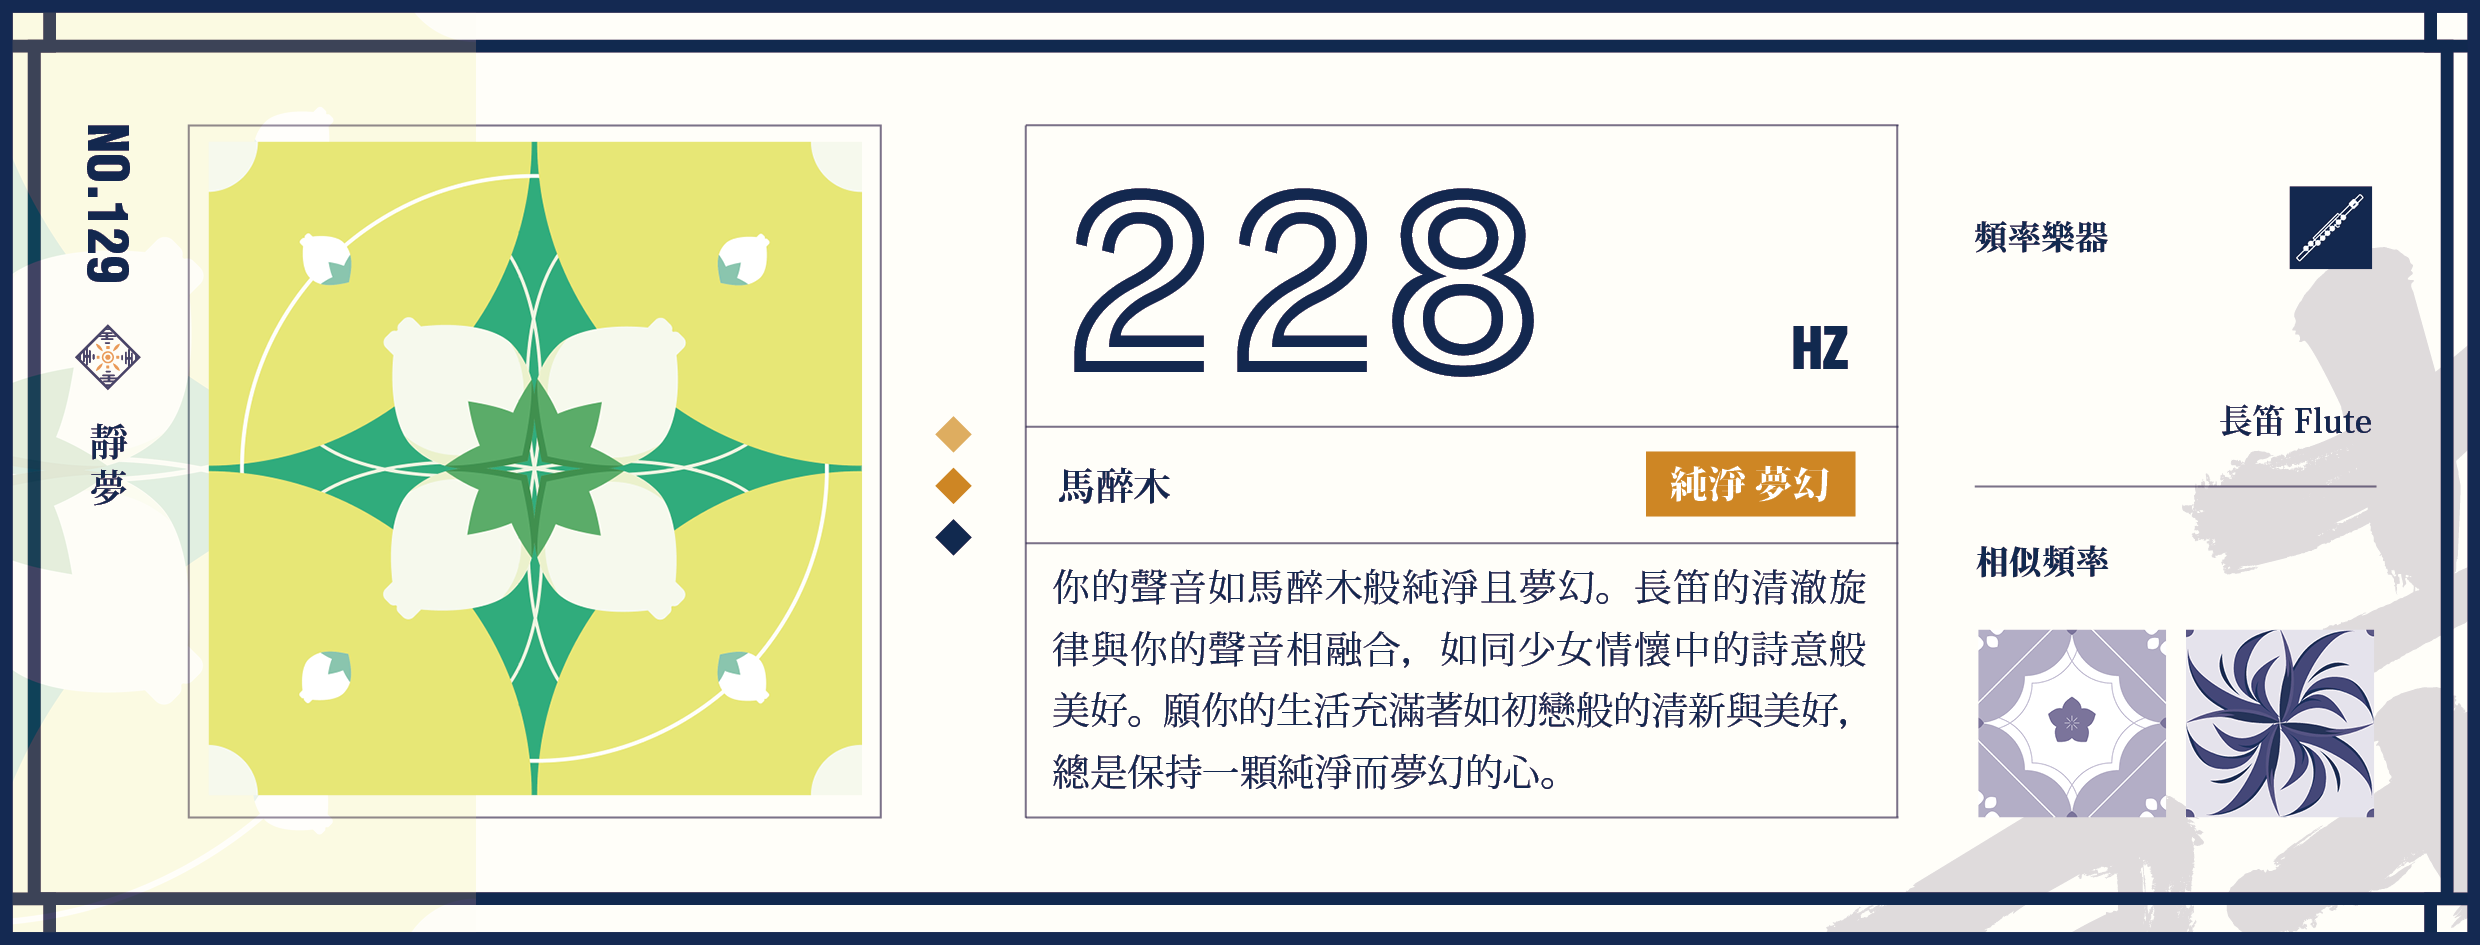 NO.129
靜夢
228
HZ
馬醉木
純淨 夢幻
你的聲音如馬醉木般純淨且夢幻。長笛的清澈旋
律與你的聲音相融合，如同少女情懷中的詩意般
美好。願你的生活充滿著如初戀般的清新與美好，
總是保持一顆純淨而夢幻的心。
頻率樂器
長笛 Flute
相似頻率